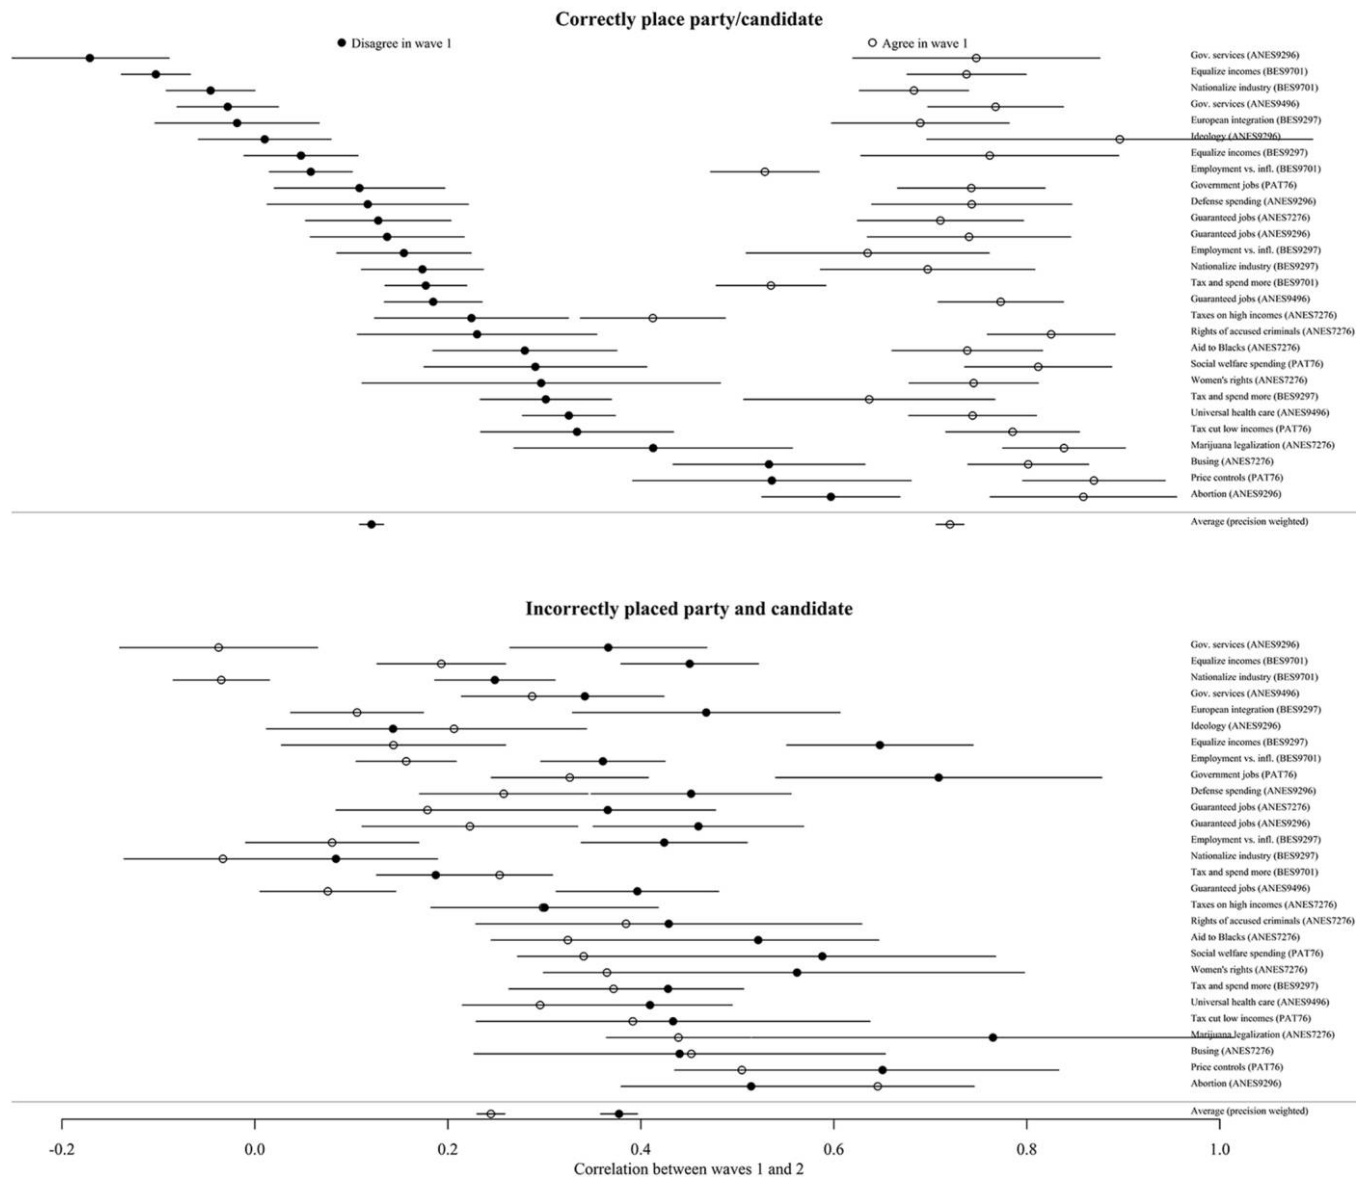 Correctly place party/candidate
Disagree in wave 1
Agree in wave 1
Gov. services (ANES9296)
Equalize incomes (BES9701)
Nationalize industry (BES9701)
Gov. services (ANES9496)
European integration (BES9297)
Ideology (ANES9296)
Equalize incomes (BES9297)
Employment vs. infl. (BES9701)
Government jobs (PAT76)
Defense spending (ANES9296)
Guaranteed jobs (ANES7276)
Guaranteed jobs (ANES9296)
Employment vs. infl. (BES9297)
Nationalize industry (BES9297)
Tax and spend more (BES9701)
Guaranteed jobs (ANES9496)
Taxes on high incomes (ANES7276)
Rights of accused criminals (ANES7276)
Aid to Blacks (ANES7276)
Social welfare spending (PAT76)
Women's rights (ANES7276)
Tax and spend more (BES9297)
Universal health care (ANES9496)
Tax cut low incomes (PAT76)
Marijuana legalization (ANES7276)
Busing (ANES7276)
Price controls (PAT76)
Abortion (ANES9296)
Average (precision weighted)
Incorrectly placed party and candidate
Gov. services (ANES9296)
Equalize incomes (BES9701)
Nationalize industry (BES9701)
Gov. services (ANES9496)
European integration (BES9297)
Ideology (ANES9296)
Equalize incomes (BES9297)
Employment vs. infl. (BES9701)
Government jobs (PAT76)
Defense spending (ANES9296)
Guaranteed jobs (ANES7276)
Guaranteed jobs (ANES9296)
Employment vs. infl. (BES9297)
Nationalize industry (BES9297)
Tax and spend more (BES9701)
Guaranteed jobs (ANES9496)
Taxes on high incomes (ANES7276)
Rights of accused criminals (ANES7276)
Aid to Blacks (ANES7276)
Social welfare spending (PAT76)
Women's rights (ANES7276)
Tax and spend more (BES9297)
Universal health care (ANES9496)
Tax cut low incomes (PAT76)
Marijuana legalization (ANES7276)
Busing (ANES7276)
Price controls (PAT76)
Abortion (ANES9296)
Average (precision weighted)
-0.2 0.0 0.2 0.4 0.6 0.8 1.0
Correlation between waves 1 and 2